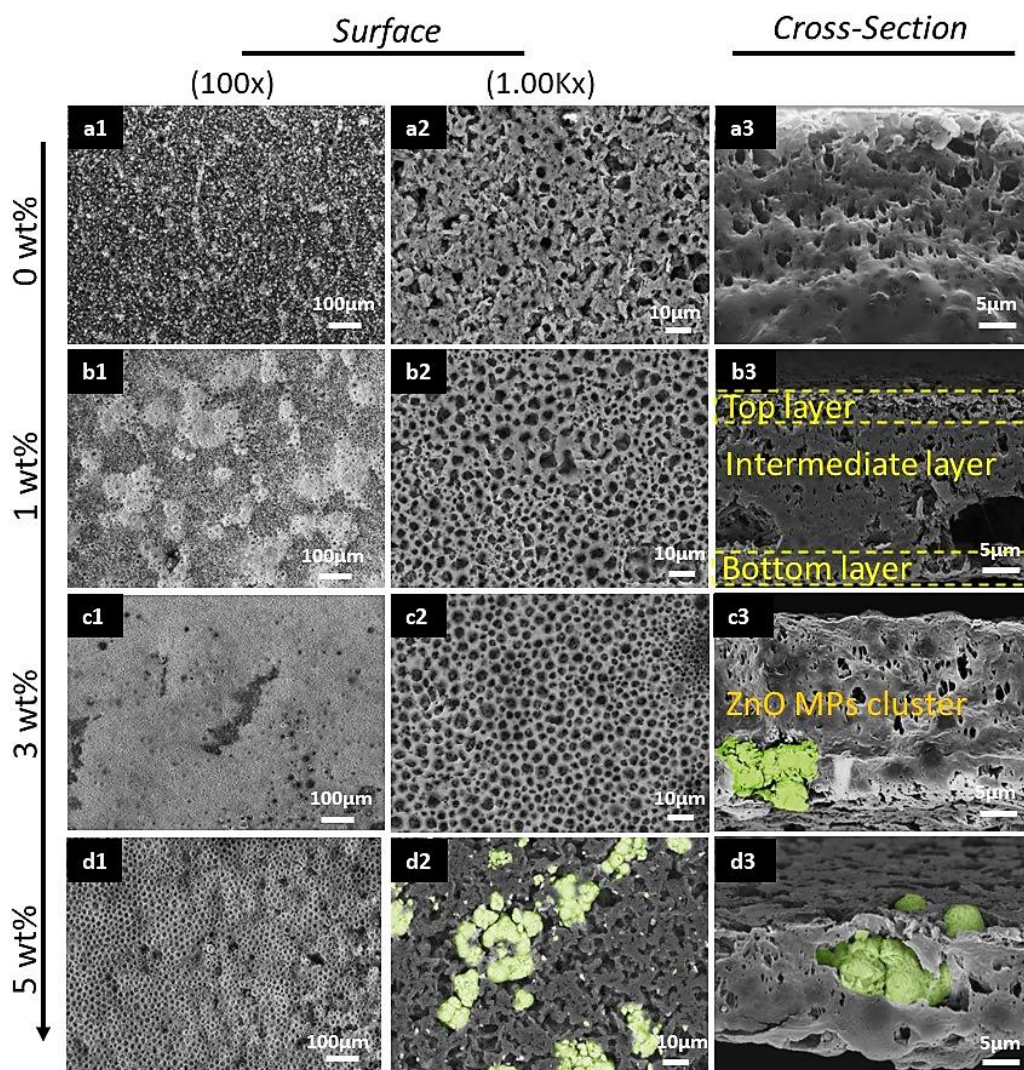 Surface
Cross-Section
(100x)
(1.00Kx)
0 wt%
a1
100µm
a2
10µm
a3
5µm
1 wt%
b1
100µm
b2
10µm
b3
Top layer
Intermediate layer
5µm
Bottom layer
3 wt%
c1
100µm
c2
10µm
c3
ZnO MPs cluster
5µm
5 wt%
d1
100µm
d2
10µm
d3
5µm